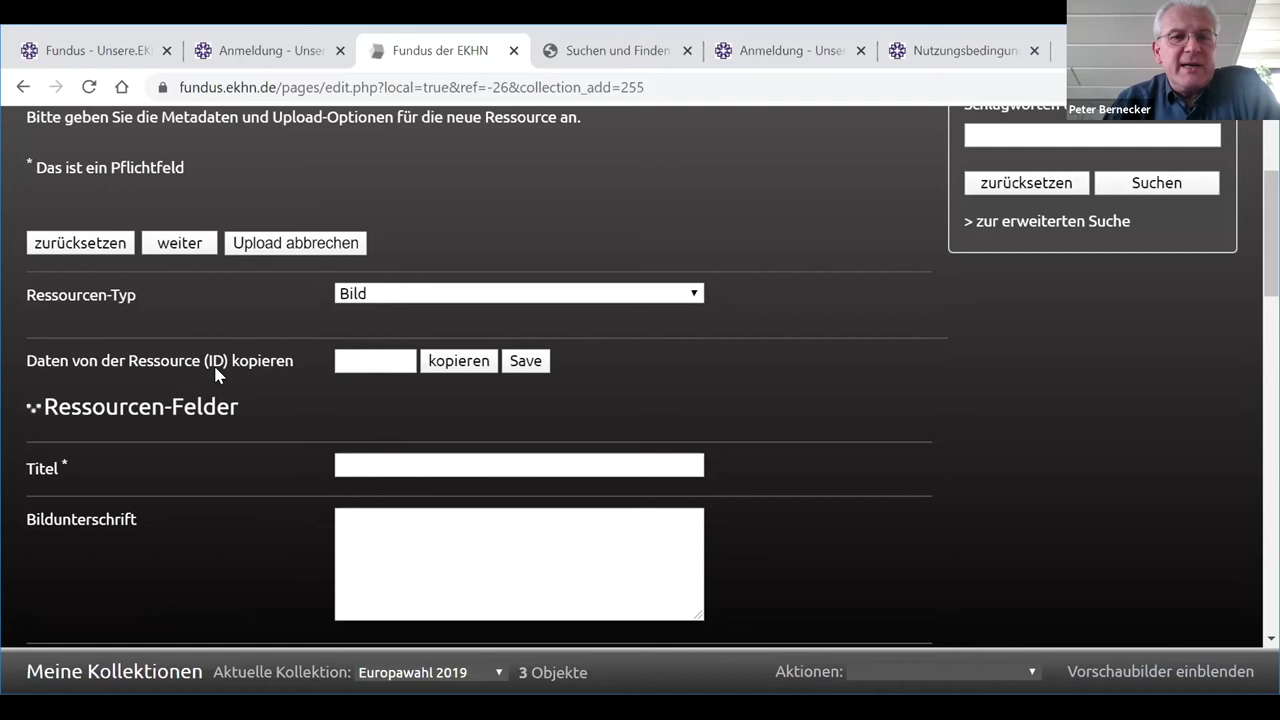 Fundus - Unsere.EK
Anmeldung - Unser
Fundus der EKHN
Suchen und Finden
Anmeldung - Unse
Nutzungsbedingun
fundus.ekhn.de/pages/edit.php?local=true&ref=-26&collection_add=255
Peter Bernecker
Bitte geben Sie die Metadaten und Upload-Optionen für die neue Ressource an.
* Das ist ein Pflichtfeld
zurücksetzen Suchen
> zur erweiterten Suche
zurücksetzen weiter Upload abbrechen
Ressourcen-Typ Bild
Daten von der Ressource (ID) kopieren kopieren Save
Ressourcen-Felder
Titel *
Bildunterschrift
Meine Kollektionen Aktuelle Kollektion: Europawahl 2019 3 Objekte Aktionen: Vorschaubilder einblenden